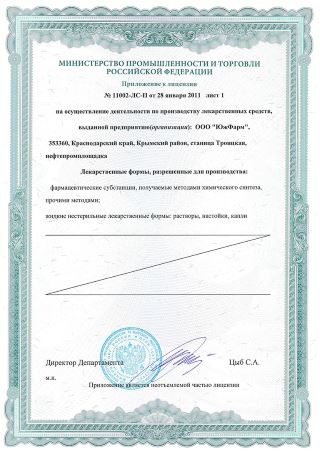 МИНИСТЕРСТВО ПРОМЫШЛЕННОСТИ И ТОРГОВЛИ
РОССИЙСКОЙ ФЕДЕРАЦИИ
Приложение к лицензии
№ 11002-ЛС-П от 28 января 2011 лист 1
на осуществление деятельности по производству лекарственных средств,
выданной предприятию(организации): ООО "ЮжФарм",
353360, Краснодарский край, Крымский район, станица Троицкая,
нефтепромплощадка
Лекарственные формы, разрешенные для производства:
фармацевтические субстанции, получаемые методами химического синтеза,
прочими методами;
жидкие нестерильные лекарственные формы: растворы, настойки, капли
Директор Департамента
Цыб С.А.
м.п.
Приложение является неотъемлемой частью лицензии